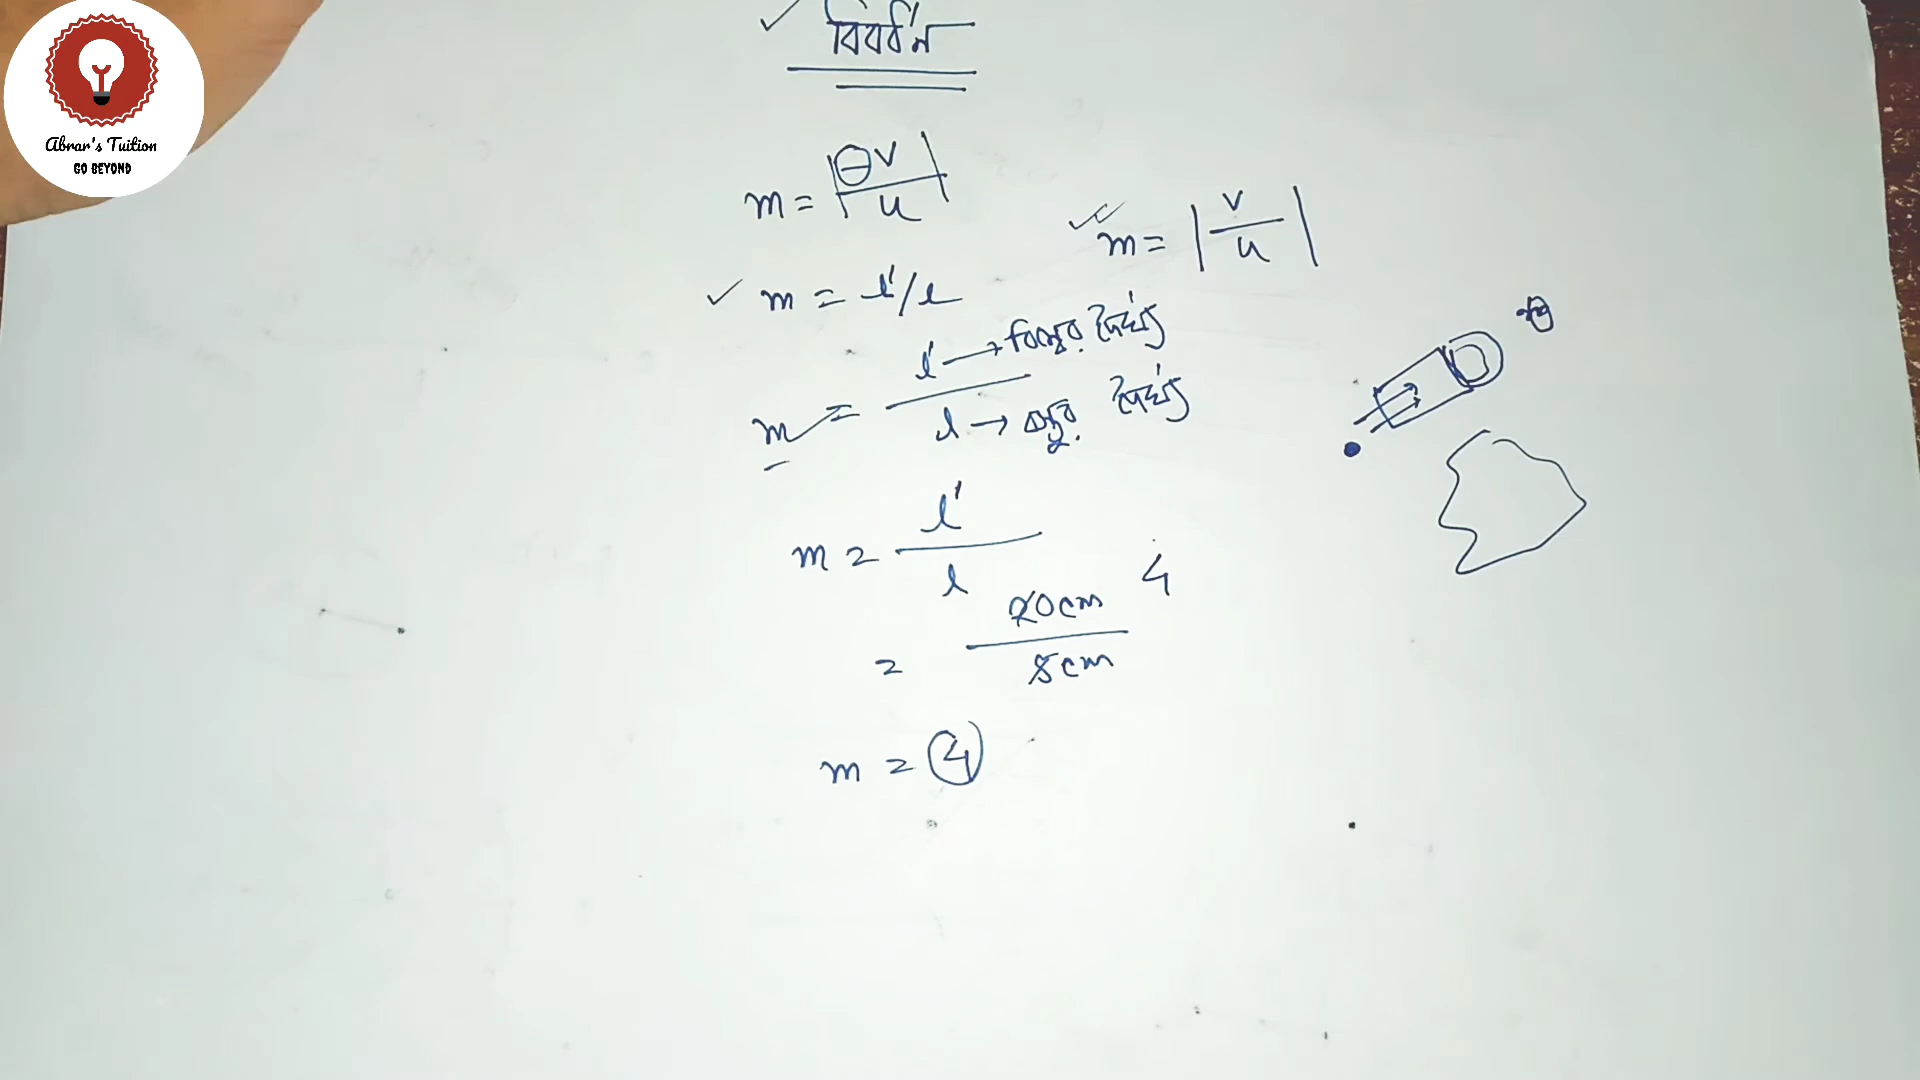 Abrar's Tuition
GO BEYOND
বিবর্ধন
m = |⊖v/u|
m = |v/u|
m = l'/l
m = l' → বিম্বের দৈর্ঘ্য / l → বস্তুর দৈর্ঘ্য
m = l'/l
= 20cm/5cm 4
m = 4